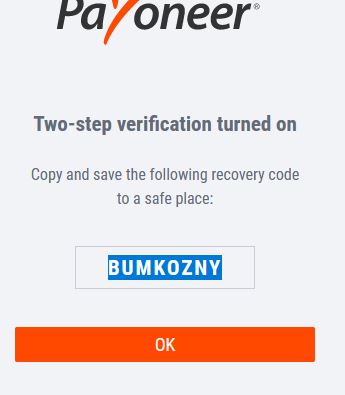 Payoneer®
Two-step verification turned on
Copy and save the following recovery code
to a safe place:
BUMKOZNY
OK